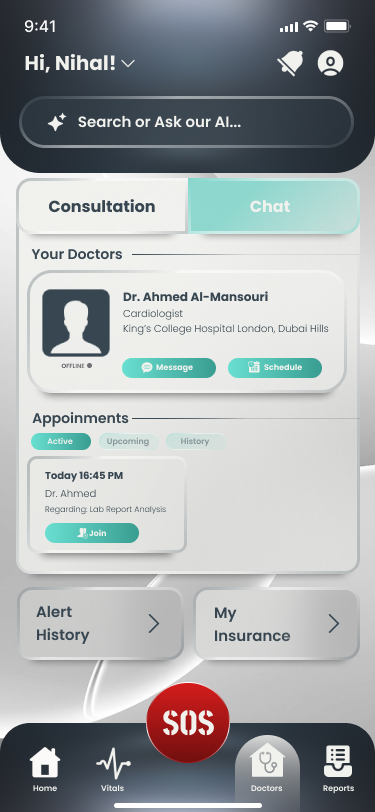 9:41
Hi, Nihal!
Search or Ask our AI...
Consultation
Chat
Your Doctors
Dr. Ahmed Al-Mansouri
Cardiologist
King's College Hospital London, Dubai Hills
OFFLINE
Message
Schedule
Appoinments
Active
Upcoming
History
Today 16:45 PM
Dr. Ahmed
Regarding: Lab Report Analysis
Join
Alert
History
My
Insurance
SOS
Home
Vitals
Doctors
Reports